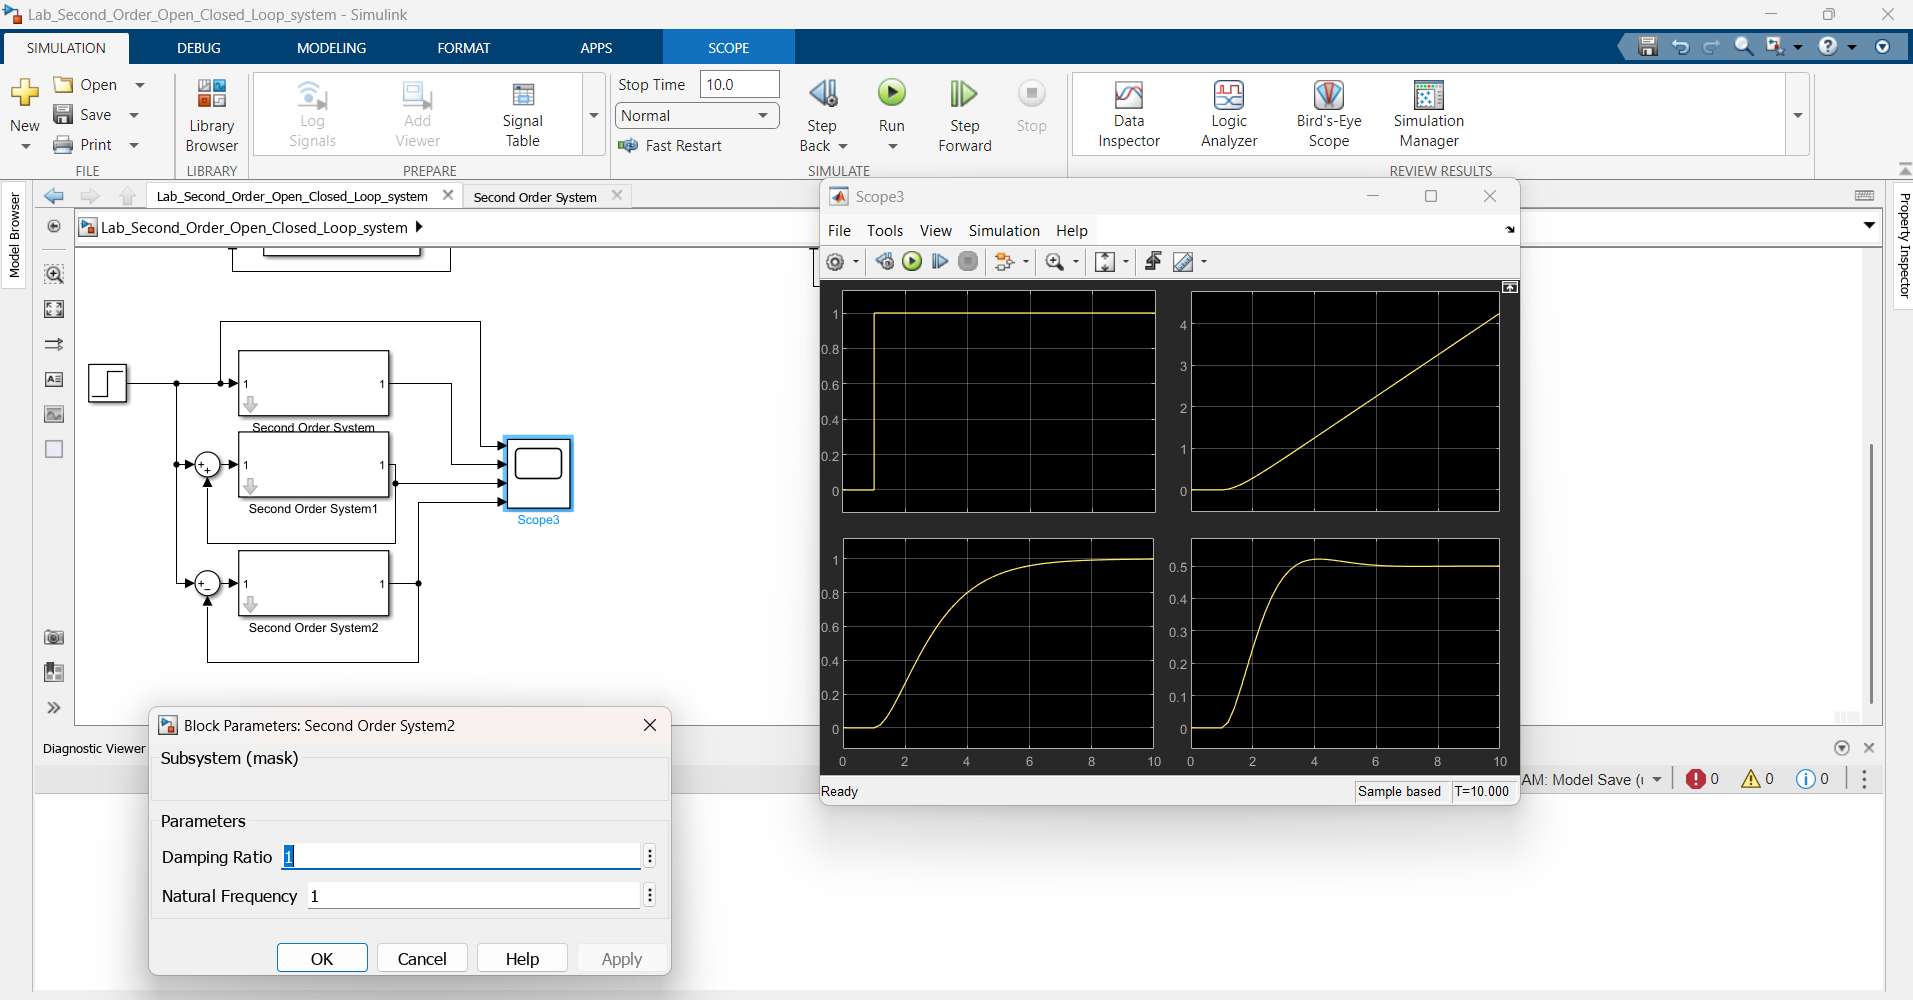 Lab_Second_Order_Open_Closed_Loop_system - Simulink
SIMULATION DEBUG MODELING FORMAT APPS SCOPE
New
Open
Save
Print
FILE
Library
Browser
LIBRARY
Log
Signals
Add
Viewer
Signal
Table
PREPARE
Stop Time 10.0
Normal
Fast Restart
Step
Back
Run
Step
Forward
Stop
SIMULATE
Data
Inspector
Logic
Analyzer
Bird's-Eye
Scope
Simulation
Manager
REVIEW RESULTS
Model Browser
Property Inspector
Lab_Second_Order_Open_Closed_Loop_system
Second Order System
Lab_Second_Order_Open_Closed_Loop_system
1 1
Second Order System
1 1
Second Order System1
1 1
Second Order System2
Scope3
Scope3
File Tools View Simulation Help
1
0.8
0.6
0.4
0.2
0
4
3
2
1
0
1
0.8
0.6
0.4
0.2
0
0 2 4 6 8 10
0.5
0.4
0.3
0.2
0.1
0
0 2 4 6 8 10
Ready
Sample based T=10.000
Diagnostic Viewer
AM: Model Save (
0 0 0
Block Parameters: Second Order System2
Subsystem (mask)
Parameters
Damping Ratio 1
Natural Frequency 1
OK Cancel Help Apply